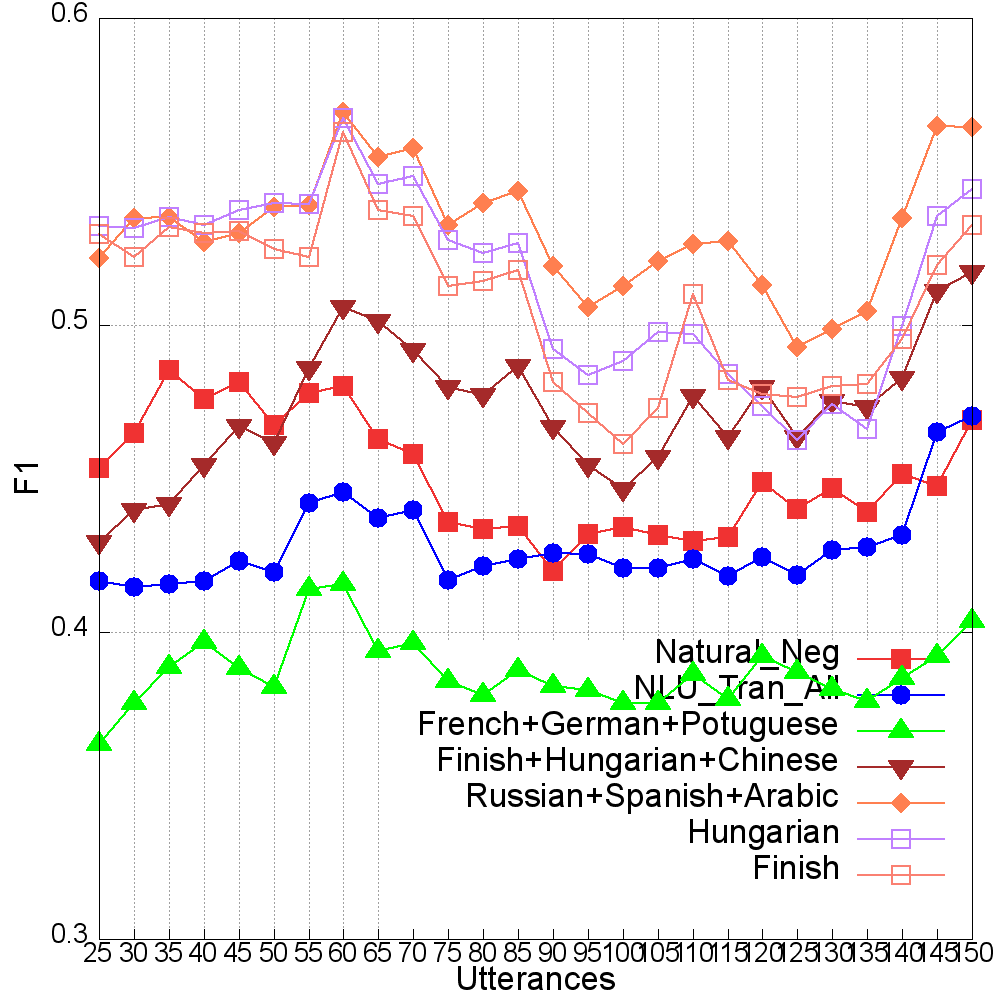 0.6
0.5
0.4
0.3
F1
Natural_Neg
NLU_Tran_All
French+German+Potuguese
Finish+Hungarian+Chinese
Russian+Spanish+Arabic
Hungarian
Finish
25 30 35 40 45 50 55 60 65 70 75 80 85 90 95 100 105 110 115 120 125 130 135 140 145 150
Utterances